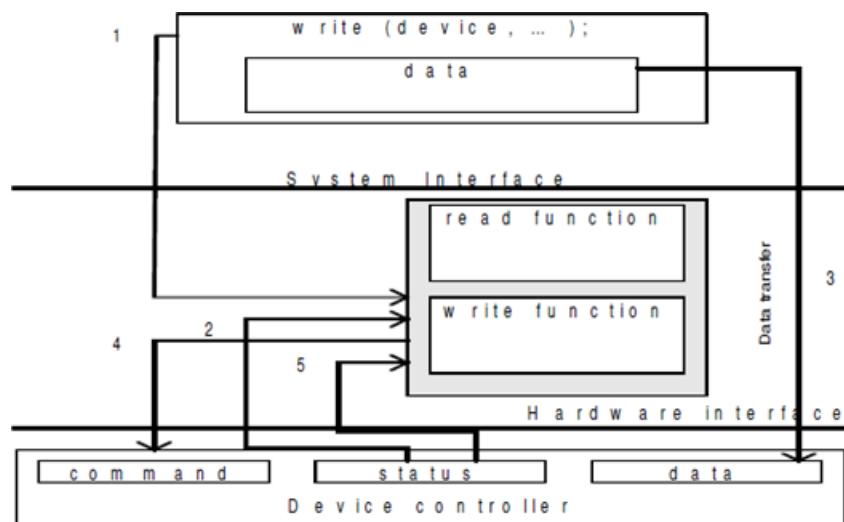 1
write (device, … );
data
System Interface
read function
write function
Data transfer
3
4
2
5
Hardware interface
command
status
data
Device controller